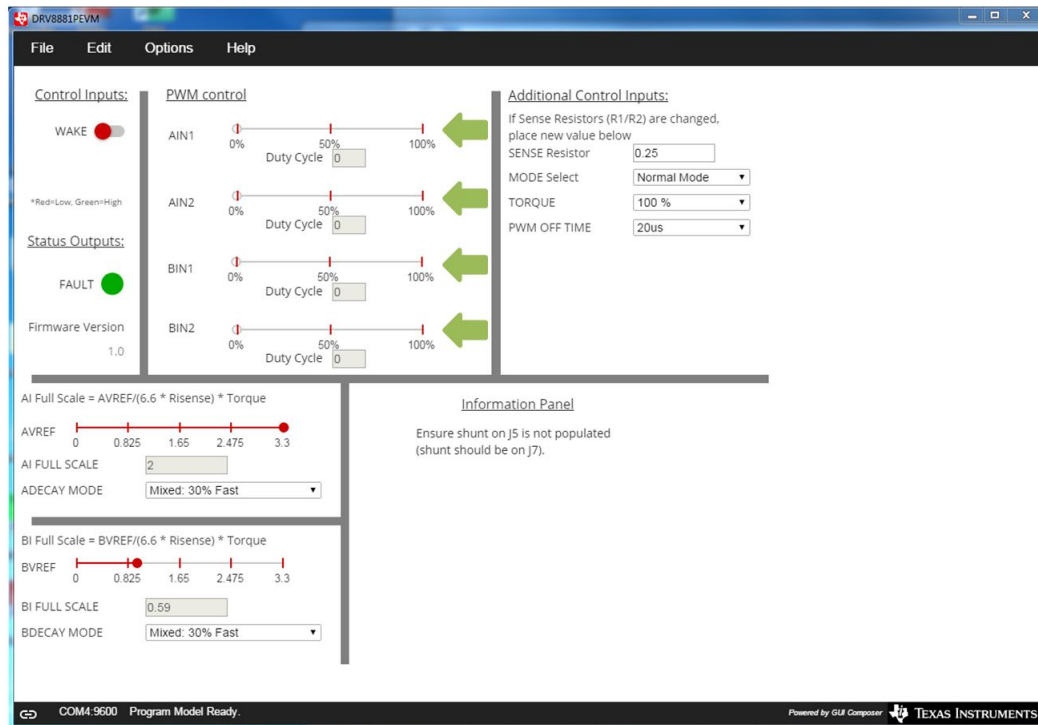 DRV8881PEVM
File Edit Options Help
Control Inputs:
WAKE
*Red=Low, Green=High
Status Outputs:
FAULT
Firmware Version
1.0
PWM control
AIN1
0% 50% 100%
Duty Cycle 0
AIN2
0% 50% 100%
Duty Cycle 0
BIN1
0% 50% 100%
Duty Cycle 0
BIN2
0% 50% 100%
Duty Cycle 0
Additional Control Inputs:
If Sense Resistors (R1/R2) are changed,
place new value below
SENSE Resistor 0.25
MODE Select Normal Mode
TORQUE 100 %
PWM OFF TIME 20us
AI Full Scale = AVREF/(6.6 * Risense) * Torque
AVREF
0 0.825 1.65 2.475 3.3
AI FULL SCALE 2
ADECAY MODE Mixed: 30% Fast
BI Full Scale = BVREF/(6.6 * Risense) * Torque
BVREF
0 0.825 1.65 2.475 3.3
BI FULL SCALE 0.59
BDECAY MODE Mixed: 30% Fast
Information Panel
Ensure shunt on J5 is not populated
(shunt should be on J7).
COM4:9600 Program Model Ready.
Powered by GUI Composer TEXAS INSTRUMENTS